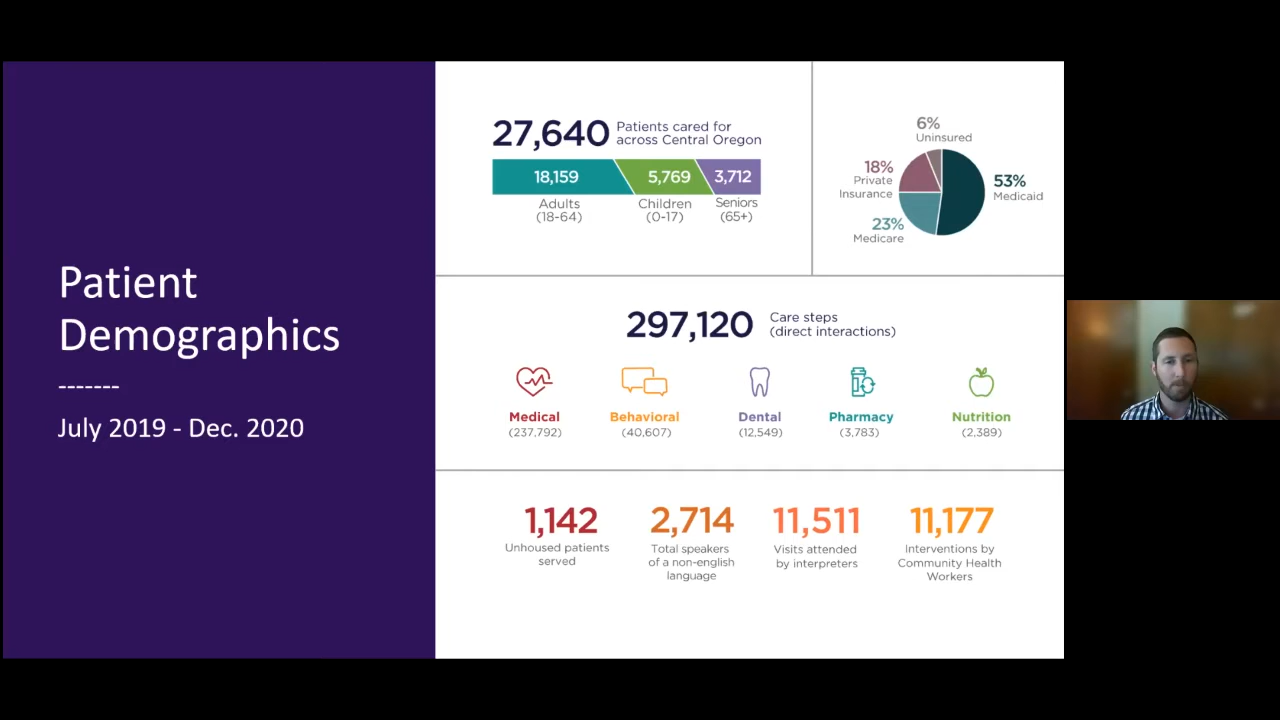 Patient
Demographics
-------
July 2019 - Dec. 2020
27,640
Patients cared for
across Central Oregon
18,159
5,769
3,712
Adults
(18-64)
Children
(0-17)
Seniors
(65+)
6%
Uninsured
18%
Private
Insurance
53%
Medicaid
23%
Medicare
297,120
Care steps
(direct interactions)
Medical
(237,792)
Behavioral
(40,607)
Dental
(12,549)
Pharmacy
(3,783)
Nutrition
(2,389)
1,142
Unhoused patients
served
2,714
Total speakers
of a non-english
language
11,511
Visits attended
by interpreters
11,177
Interventions by
Community Health
Workers